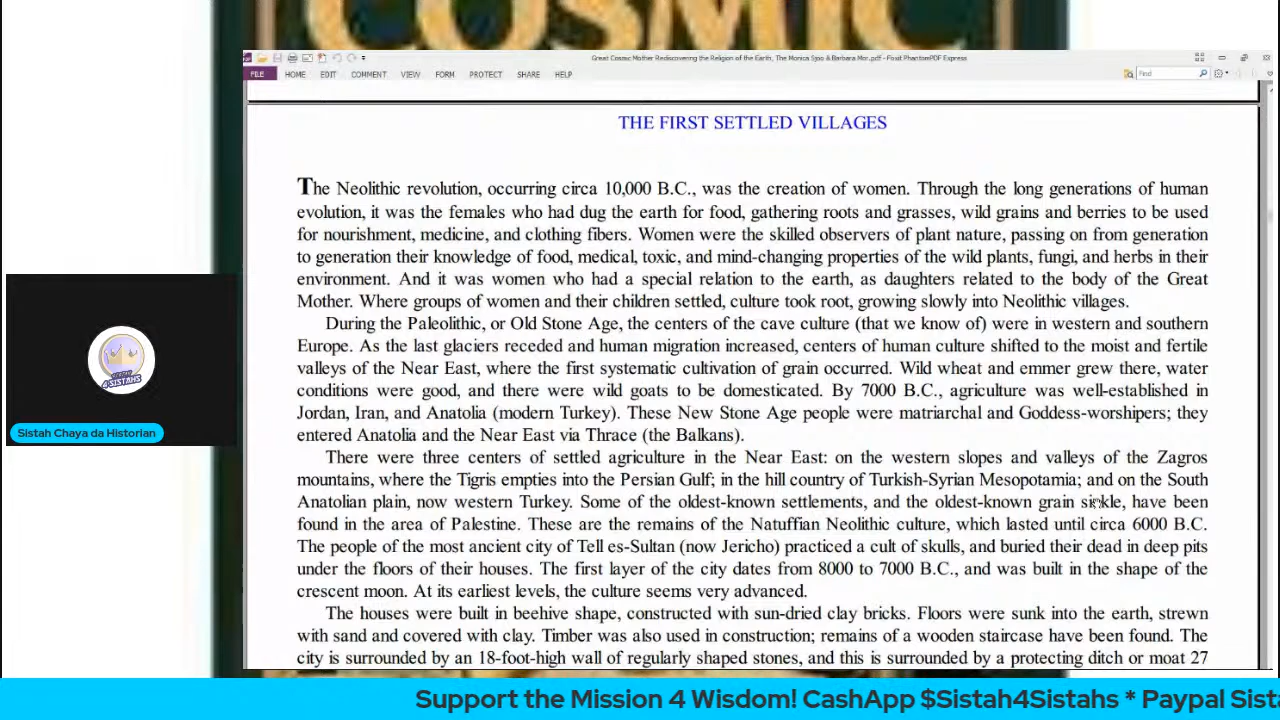 COSMIC
Great Cosmic Mother Rediscovering the Religion of the Earth, The Monica Sjoo & Barbara Mor.pdf - Foxit PhantomPDF Express
FILE HOME EDIT COMMENT VIEW FORM PROTECT SHARE HELP Find
THE FIRST SETTLED VILLAGES
The Neolithic revolution, occurring circa 10,000 B.C., was the creation of women. Through the long generations of human
evolution, it was the females who had dug the earth for food, gathering roots and grasses, wild grains and berries to be used
for nourishment, medicine, and clothing fibers. Women were the skilled observers of plant nature, passing on from generation
to generation their knowledge of food, medical, toxic, and mind-changing properties of the wild plants, fungi, and herbs in their
environment. And it was women who had a special relation to the earth, as daughters related to the body of the Great
Mother. Where groups of women and their children settled, culture took root, growing slowly into Neolithic villages.
During the Paleolithic, or Old Stone Age, the centers of the cave culture (that we know of) were in western and southern
Europe. As the last glaciers receded and human migration increased, centers of human culture shifted to the moist and fertile
valleys of the Near East, where the first systematic cultivation of grain occurred. Wild wheat and emmer grew there, water
conditions were good, and there were wild goats to be domesticated. By 7000 B.C., agriculture was well-established in
Jordan, Iran, and Anatolia (modern Turkey). These New Stone Age people were matriarchal and Goddess-worshipers; they
entered Anatolia and the Near East via Thrace (the Balkans).
There were three centers of settled agriculture in the Near East: on the western slopes and valleys of the Zagros
mountains, where the Tigris empties into the Persian Gulf; in the hill country of Turkish-Syrian Mesopotamia; and on the South
Anatolian plain, now western Turkey. Some of the oldest-known settlements, and the oldest-known grain sickle, have been
found in the area of Palestine. These are the remains of the Natuffian Neolithic culture, which lasted until circa 6000 B.C.
The people of the most ancient city of Tell es-Sultan (now Jericho) practiced a cult of skulls, and buried their dead in deep pits
under the floors of their houses. The first layer of the city dates from 8000 to 7000 B.C., and was built in the shape of the
crescent moon. At its earliest levels, the culture seems very advanced.
The houses were built in beehive shape, constructed with sun-dried clay bricks. Floors were sunk into the earth, strewn
with sand and covered with clay. Timber was also used in construction; remains of a wooden staircase have been found. The
city is surrounded by an 18-foot-high wall of regularly shaped stones, and this is surrounded by a protecting ditch or moat 27
4-SISTAHS
Sistah Chaya da Historian
Support the Mission 4 Wisdom! CashApp $Sistah4Sistahs * Paypal Sist